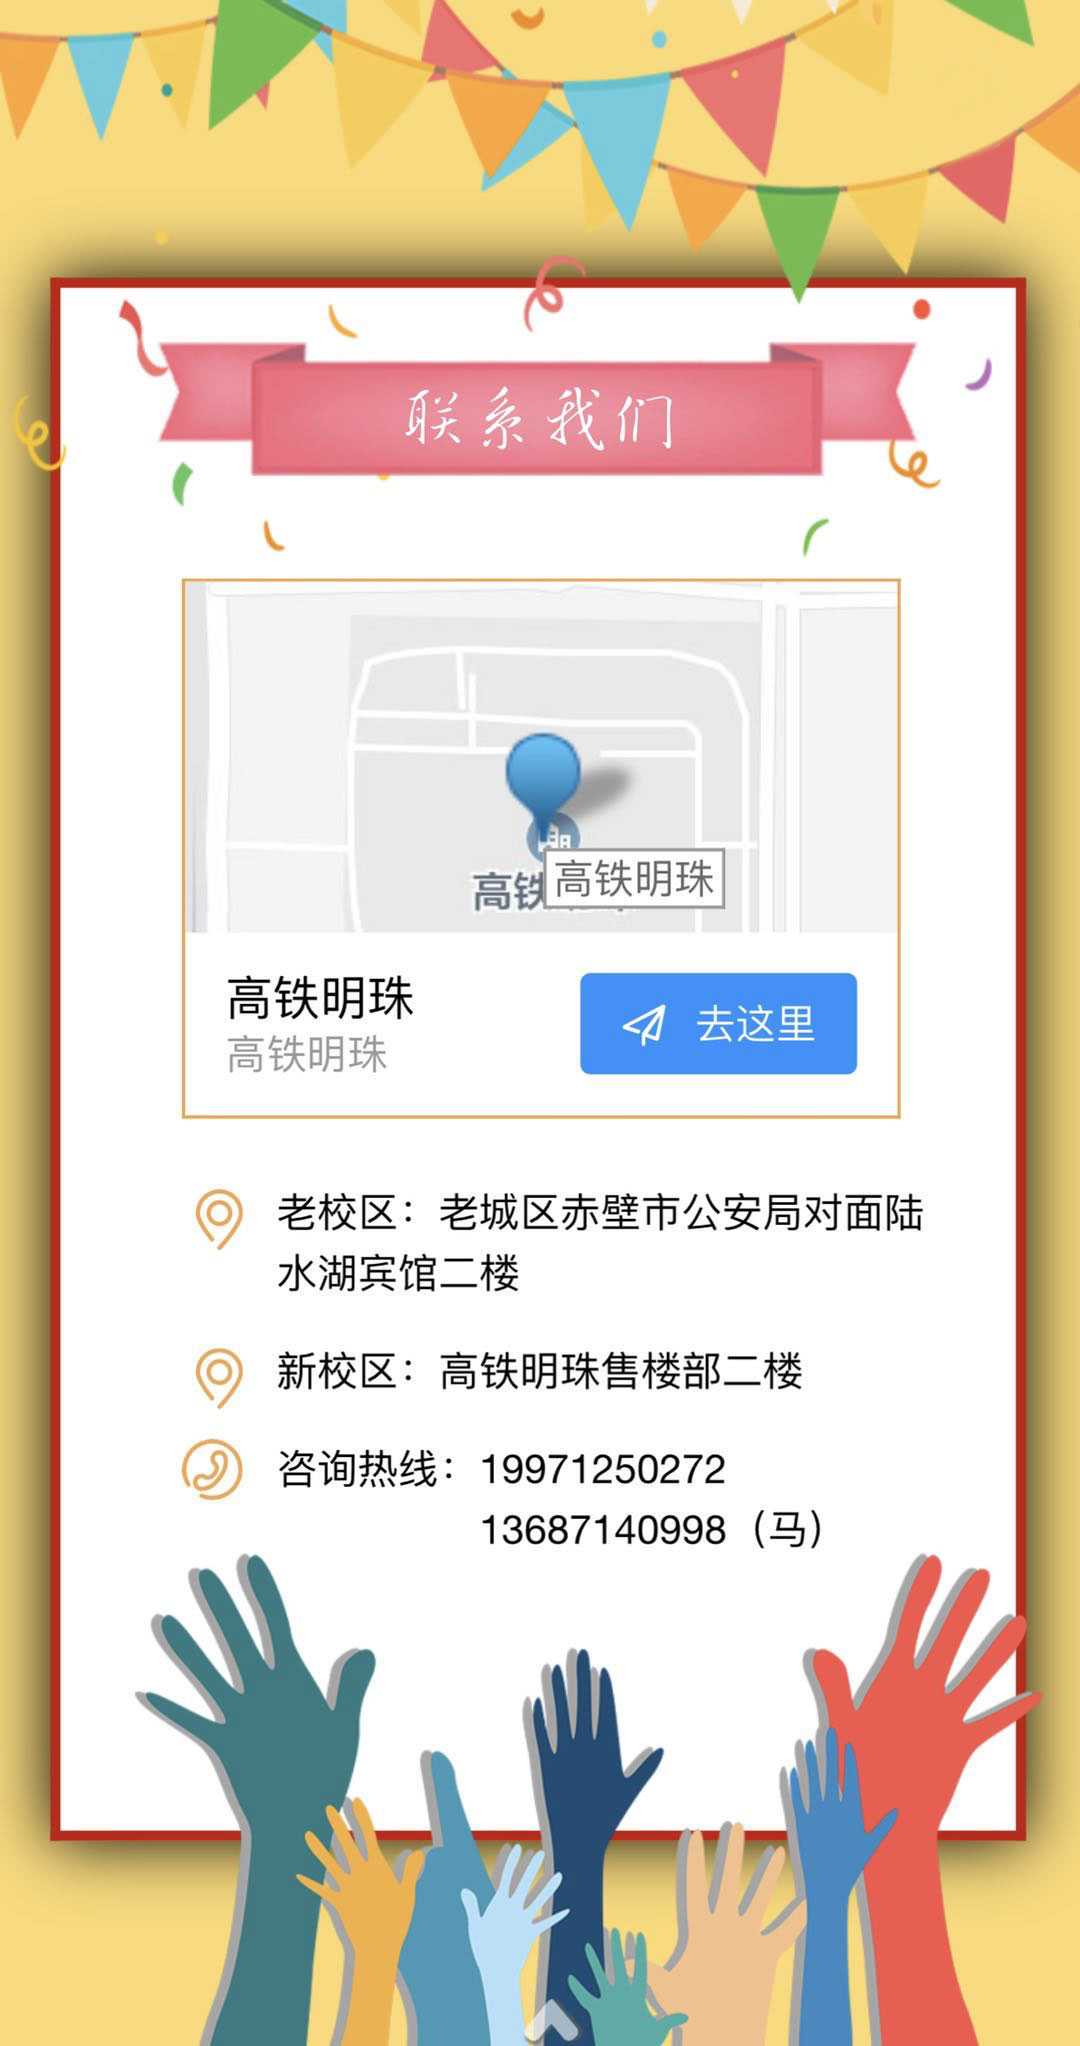 联系我们
高铁
高铁明珠
高铁明珠
高铁明珠
去这里
老校区：老城区赤壁市公安局对面陆
水湖宾馆二楼
新校区：高铁明珠售楼部二楼
咨询热线：19971250272
13687140998（马）